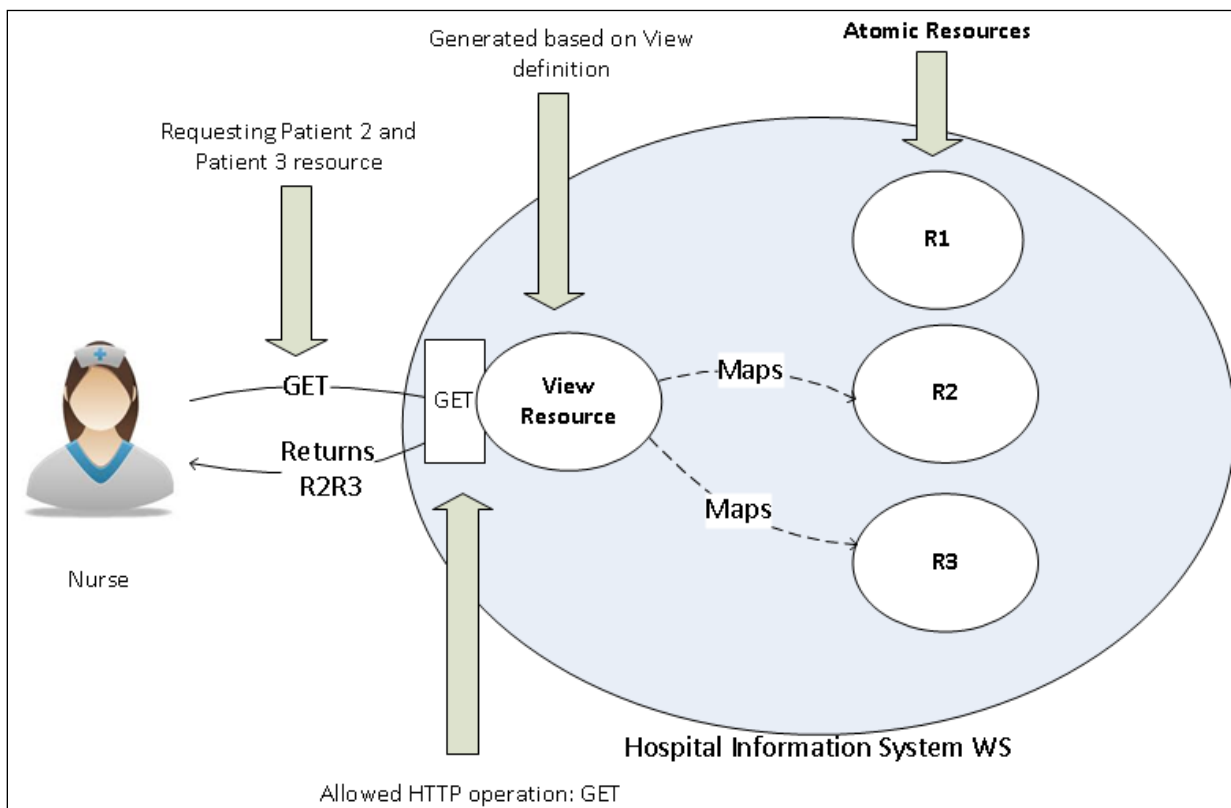 Generated based on View
definition
Atomic Resources
Requesting Patient 2 and
Patient 3 resource
R1
GET
GET
View
Resource
Maps
R2
Returns
R2R3
Maps
R3
Nurse
Hospital Information System WS
Allowed HTTP operation: GET